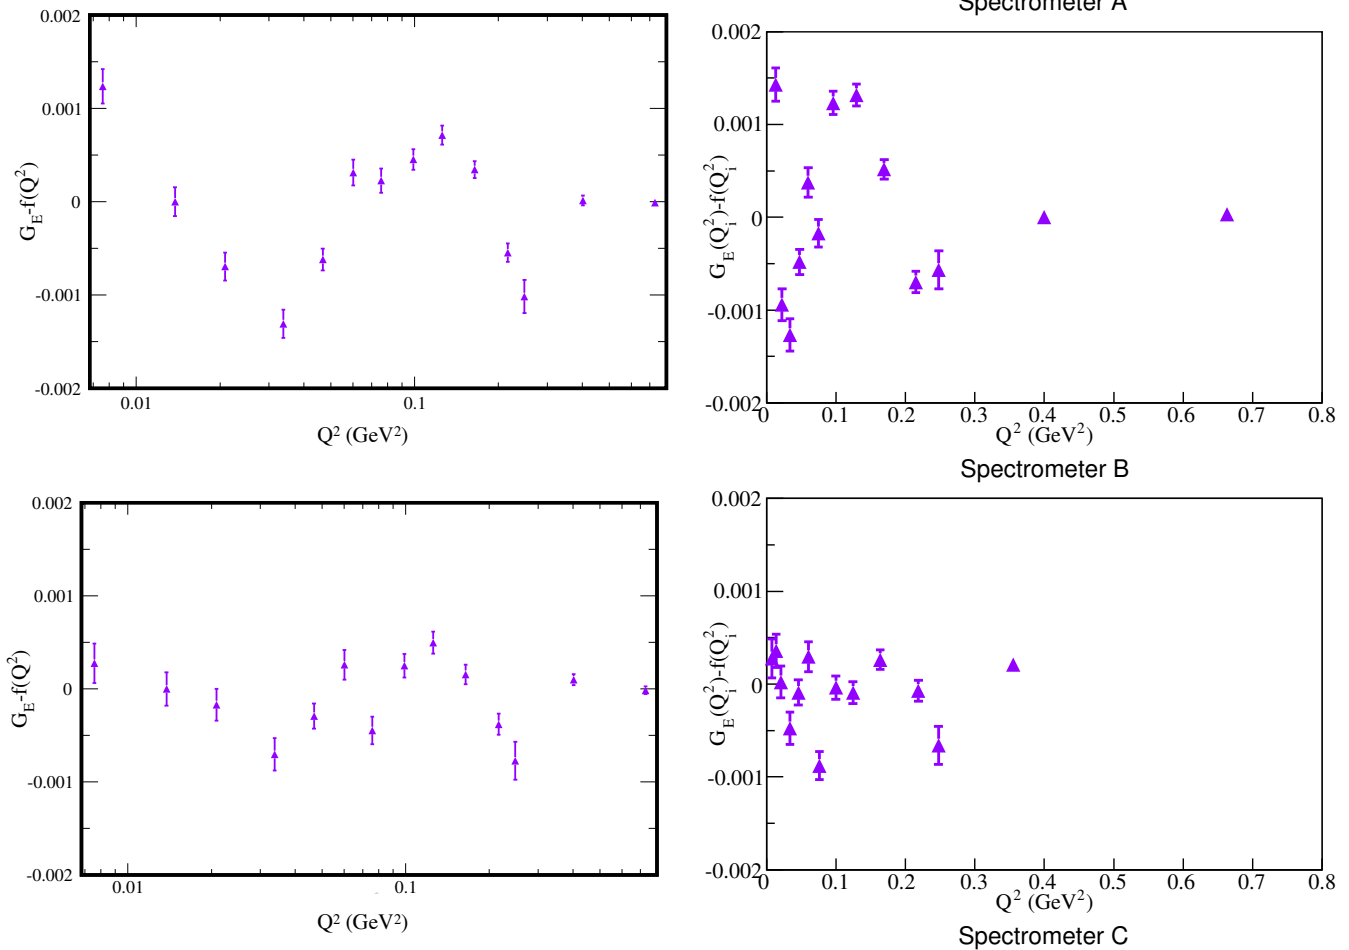 Spectrometer A
0.002
0.001
0
-0.001
-0.002
G_E-f(Q^2)
0.01
0.1
Q^2 (GeV^2)
0.002
0.001
0
-0.001
-0.002
G_E(Q_i^2)-f(Q_i^2)
0 0.1 0.2 0.3 0.4 0.5 0.6 0.7 0.8
Q^2 (GeV^2)
Spectrometer B
0.002
0.001
0
-0.001
-0.002
G_E-f(Q^2)
0.01
0.1
Q^2 (GeV^2)
0.002
0.001
0
-0.001
-0.002
G_E(Q_i^2)-f(Q_i^2)
0 0.1 0.2 0.3 0.4 0.5 0.6 0.7 0.8
Q^2 (GeV^2)
Spectrometer C